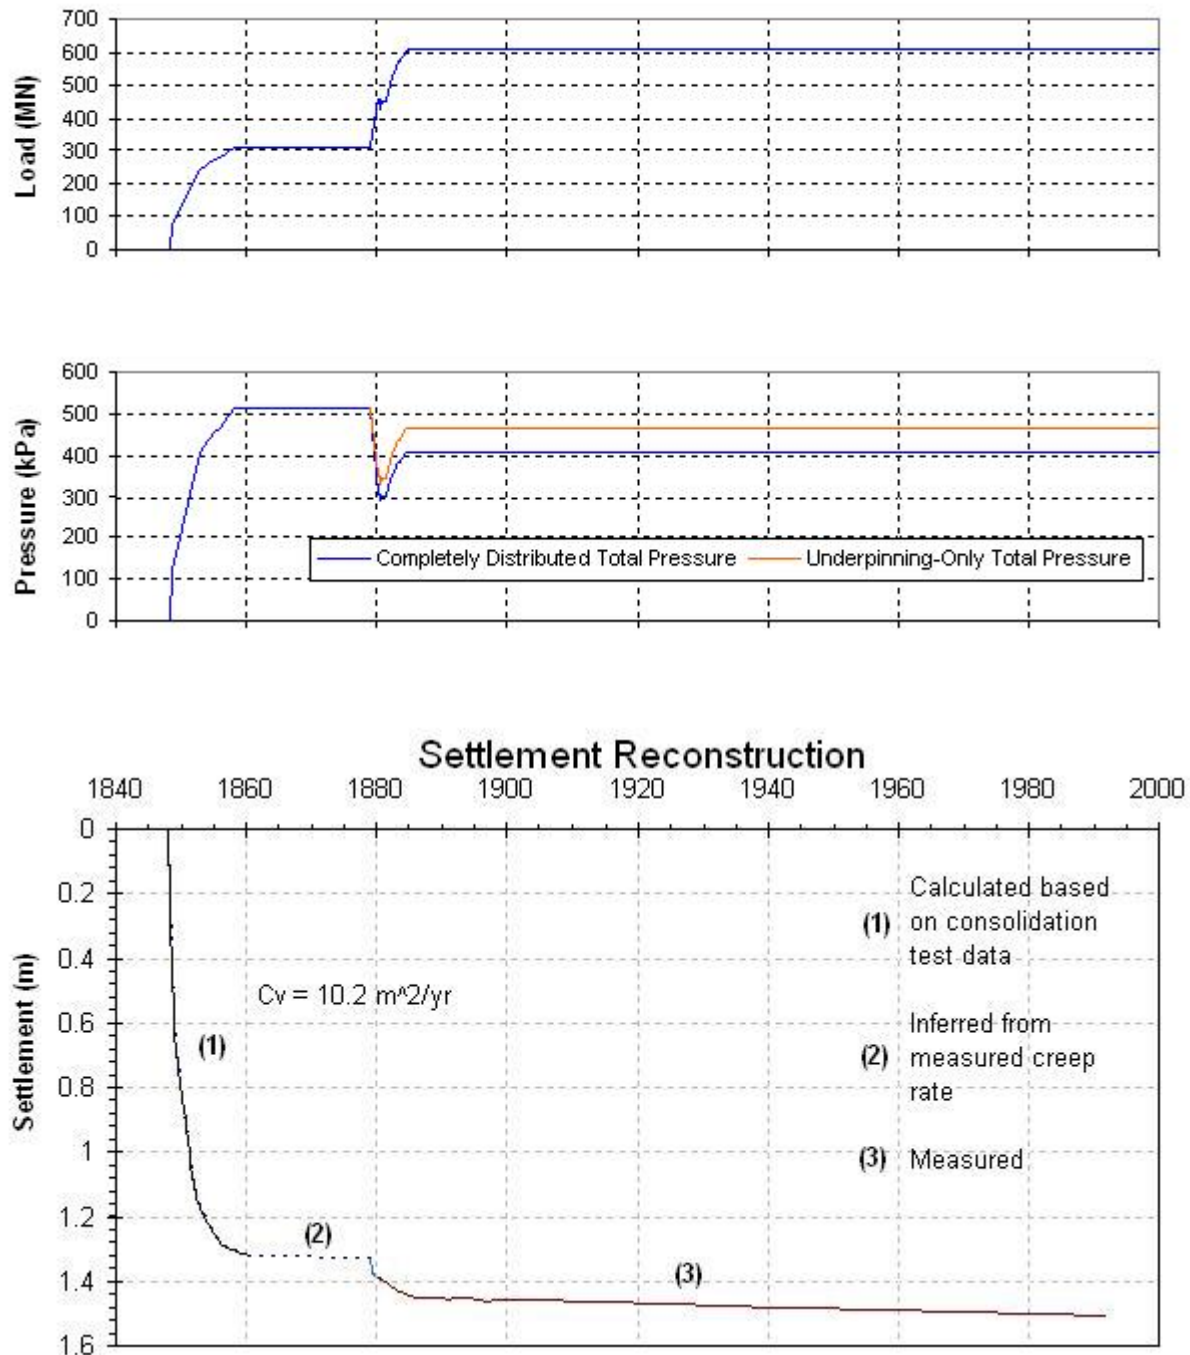 700
600
500
400
300
200
100
0
Load (MN)
600
500
400
300
200
100
0
Pressure (kPa)
Completely Distributed Total Pressure
Underpinning-Only Total Pressure
Settlement Reconstruction
1840 1860 1880 1900 1920 1940 1960 1980 2000
0
0.2
0.4
0.6
0.8
1
1.2
1.4
1.6
Settlement (m)
Cv = 10.2 m^2/yr
(1)
(2)
(3)
(1) Calculated based
on consolidation
test data
(2) Inferred from
measured creep
rate
(3) Measured